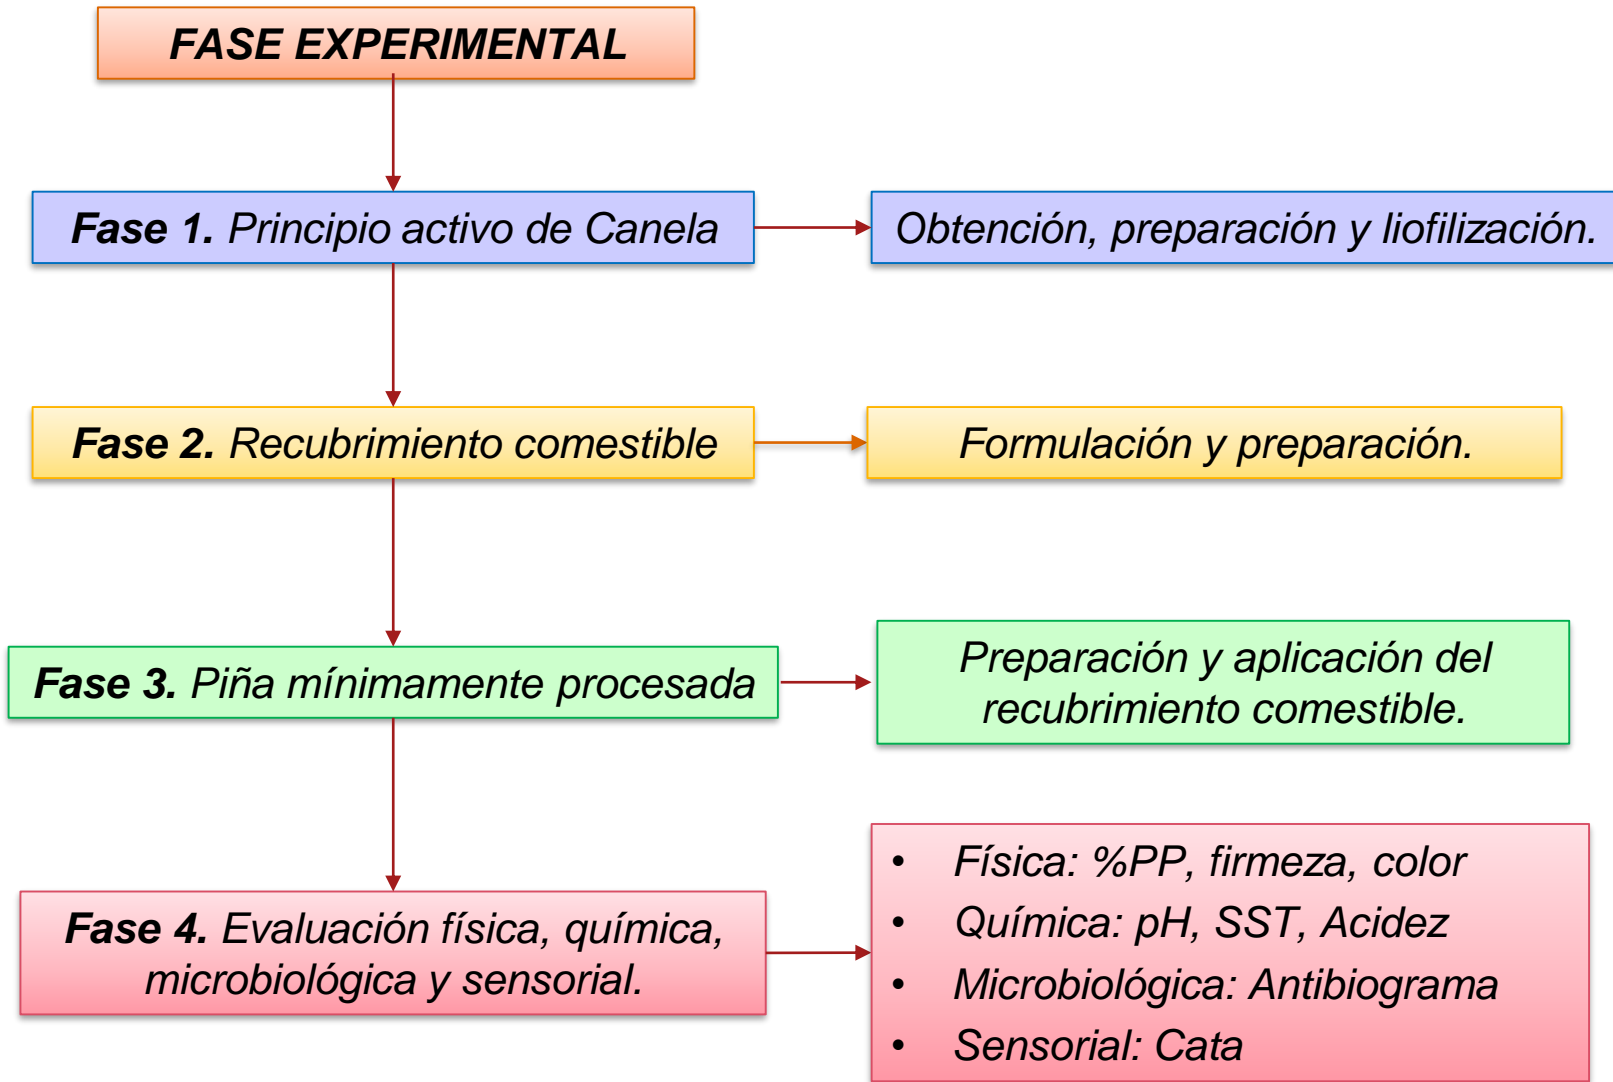 FASE EXPERIMENTAL
Fase 1. Principio activo de Canela
Obtención, preparación y liofilización.
Fase 2. Recubrimiento comestible
Formulación y preparación.
Fase 3. Piña mínimamente procesada
Preparación y aplicación del
recubrimiento comestible.
Fase 4. Evaluación física, química,
microbiológica y sensorial.
• Física: %PP, firmeza, color
• Química: pH, SST, Acidez
• Microbiológica: Antibiograma
• Sensorial: Cata